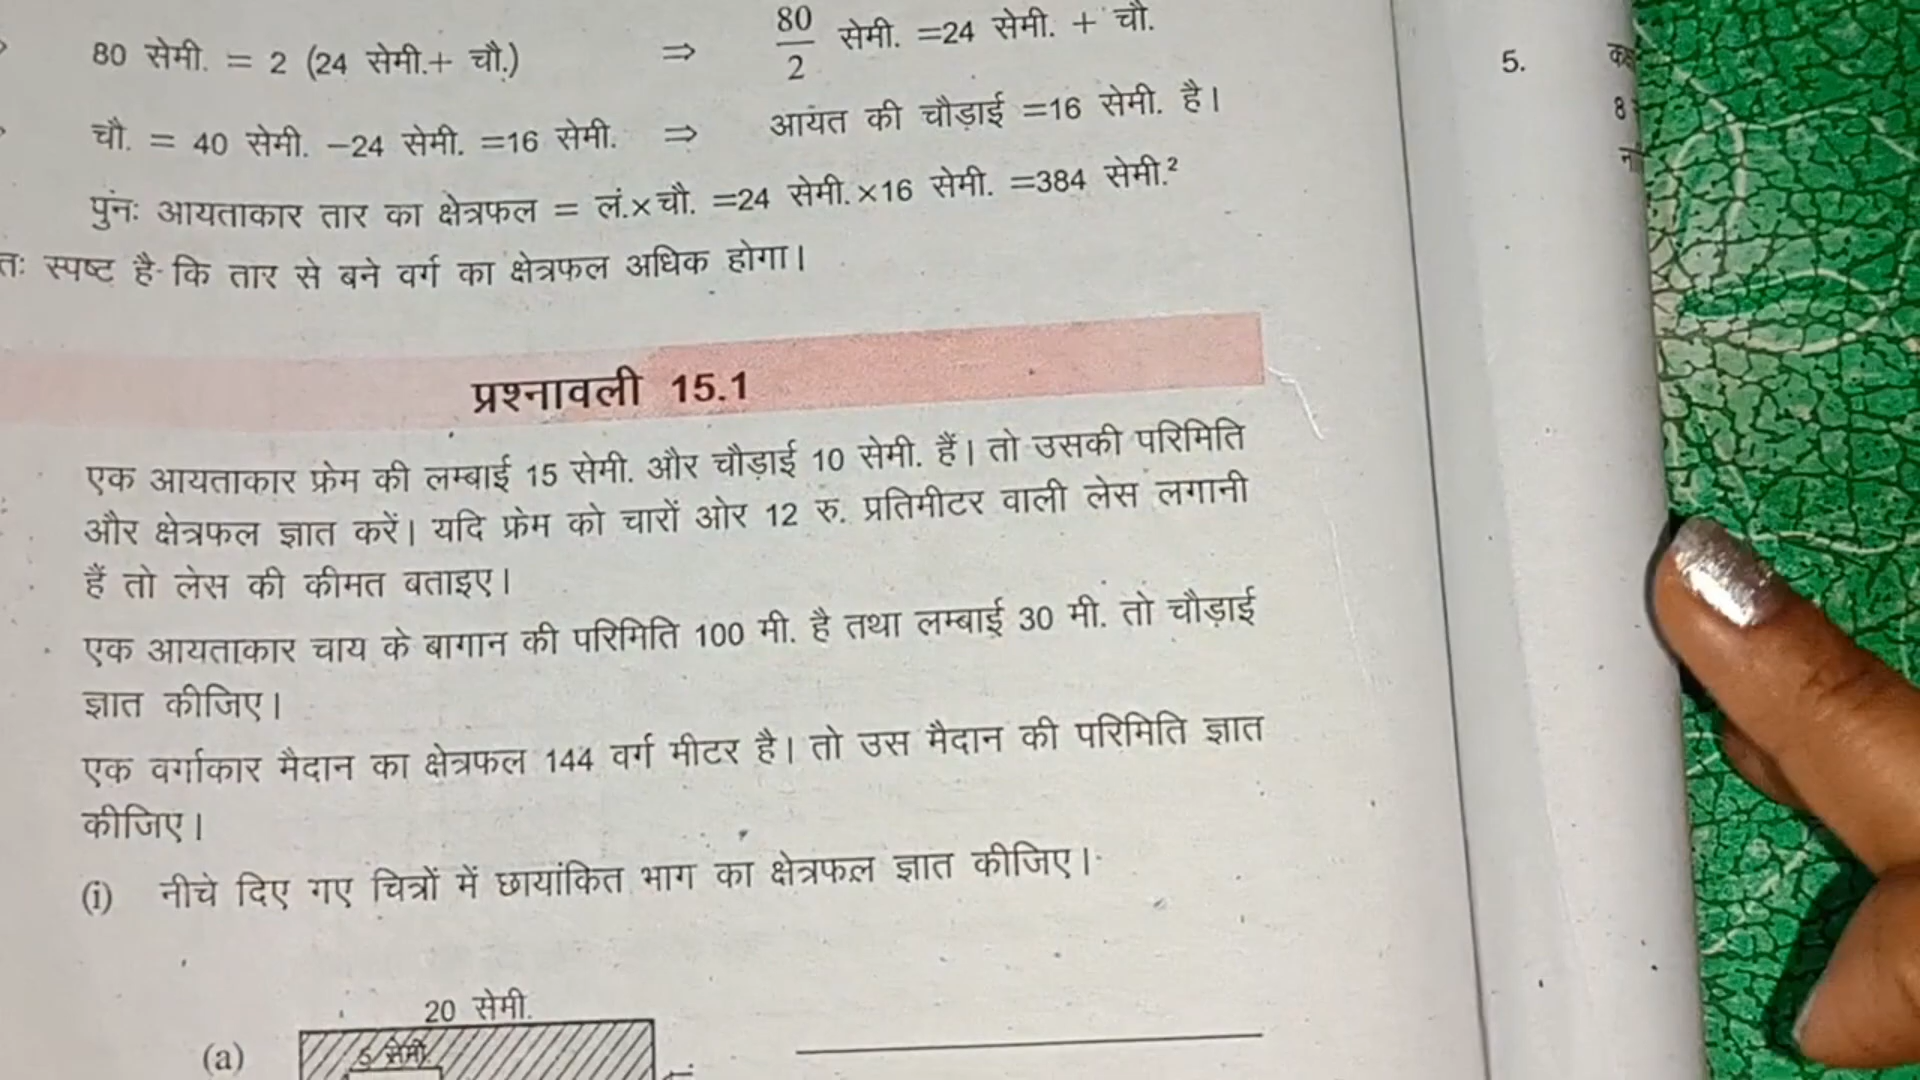 80 सेमी. = 2 (24 सेमी.+ चौ.) ⇒ 80/2 सेमी. =24 सेमी. + चौ.
चौ. = 40 सेमी. −24 सेमी. =16 सेमी. ⇒ आयत की चौड़ाई =16 सेमी. है।
पुंनः आयताकार तार का क्षेत्रफल = लं.×चौ. =24 सेमी.×16 सेमी. =384 सेमी.²
तः स्पष्ट है कि तार से बने वर्ग का क्षेत्रफल अधिक होगा।
प्रश्नावली 15.1
एक आयताकार फ्रेम की लम्बाई 15 सेमी. और चौड़ाई 10 सेमी. हैं। तो उसकी परिमिति
और क्षेत्रफल ज्ञात करें। यदि फ्रेम को चारों ओर 12 रु. प्रतिमीटर वाली लेस लगानी
हैं तो लेस की कीमत बताइए।
एक आयताकार चाय के बागान की परिमिति 100 मी. है तथा लम्बाई 30 मी. तो चौड़ाई
ज्ञात कीजिए।
एक वर्गाकार मैदान का क्षेत्रफल 144 वर्ग मीटर है। तो उस मैदान की परिमिति ज्ञात
कीजिए।
(i) नीचे दिए गए चित्रों में छायांकित भाग का क्षेत्रफल ज्ञात कीजिए।
20 सेमी.
(a) 5 सेमी.
5.
8